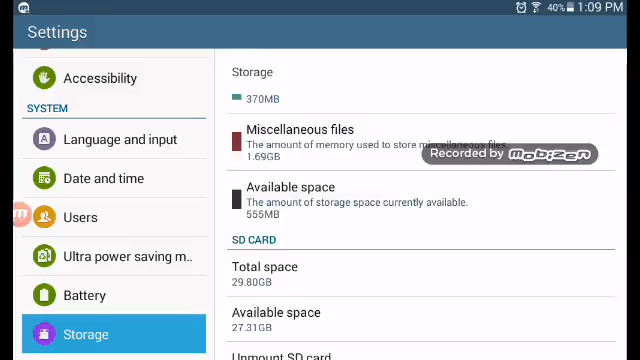 40% 1:09 PM
Settings
Accessibility
SYSTEM
Language and input
Date and time
Users
Ultra power saving m..
Battery
Storage
Storage
370MB
Miscellaneous files
The amount of memory used to store miscellaneous files.
1.69GB
Recorded by mobizen
Available space
The amount of storage space currently available.
555MB
SD CARD
Total space
29.80GB
Available space
27.31GB
Unmount SD card